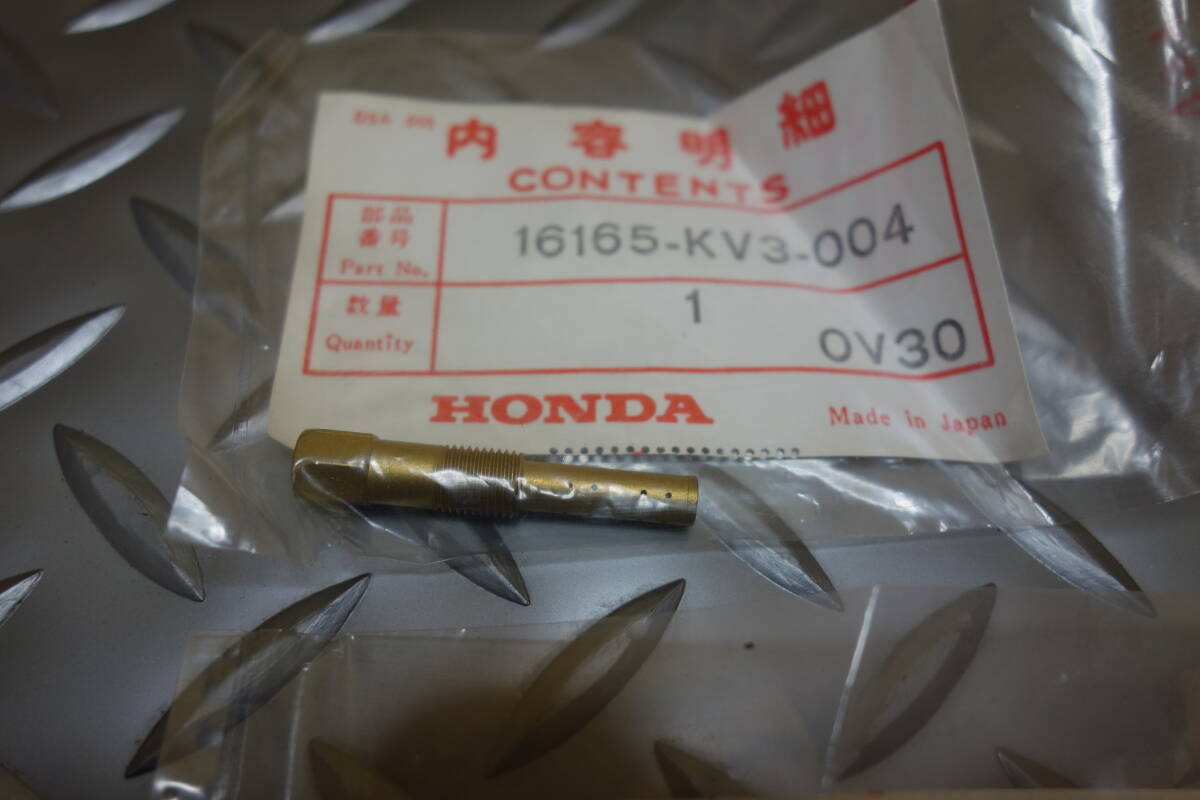 内容明細
CONTENTS
部品
番号
Part No.
16165-KV3-004
数量
Quantity
1
0V30
HONDA
Made in Japan